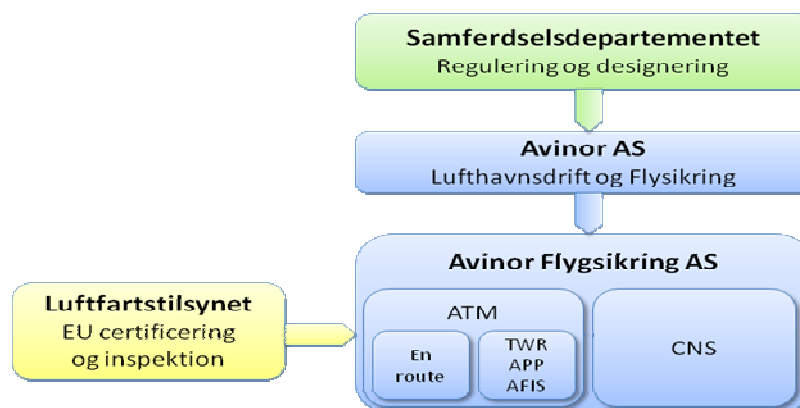 Samferdselsdepartementet
Regulering og designering
Avinor AS
Lufthavnsdrift og Flysikring
Avinor Flygsikring AS
Luftfartstilsynet
EU certificering
og inspektion
ATM
En
route
TWR
APP
AFIS
CNS